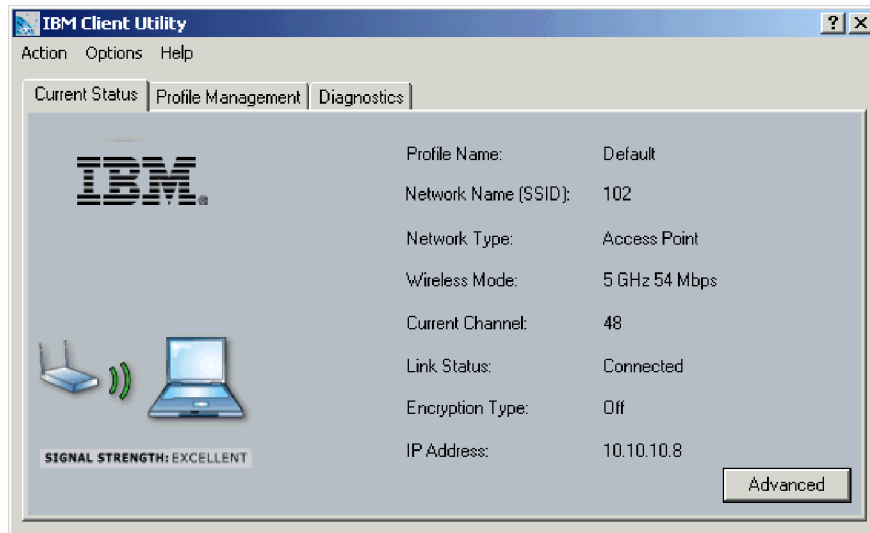 IBM Client Utility
Action Options Help
Current Status Profile Management Diagnostics
IBM®
Profile Name: Default
Network Name (SSID): 102
Network Type: Access Point
Wireless Mode: 5 GHz 54 Mbps
Current Channel: 48
Link Status: Connected
Encryption Type: Off
IP Address: 10.10.10.8
SIGNAL STRENGTH: EXCELLENT
Advanced